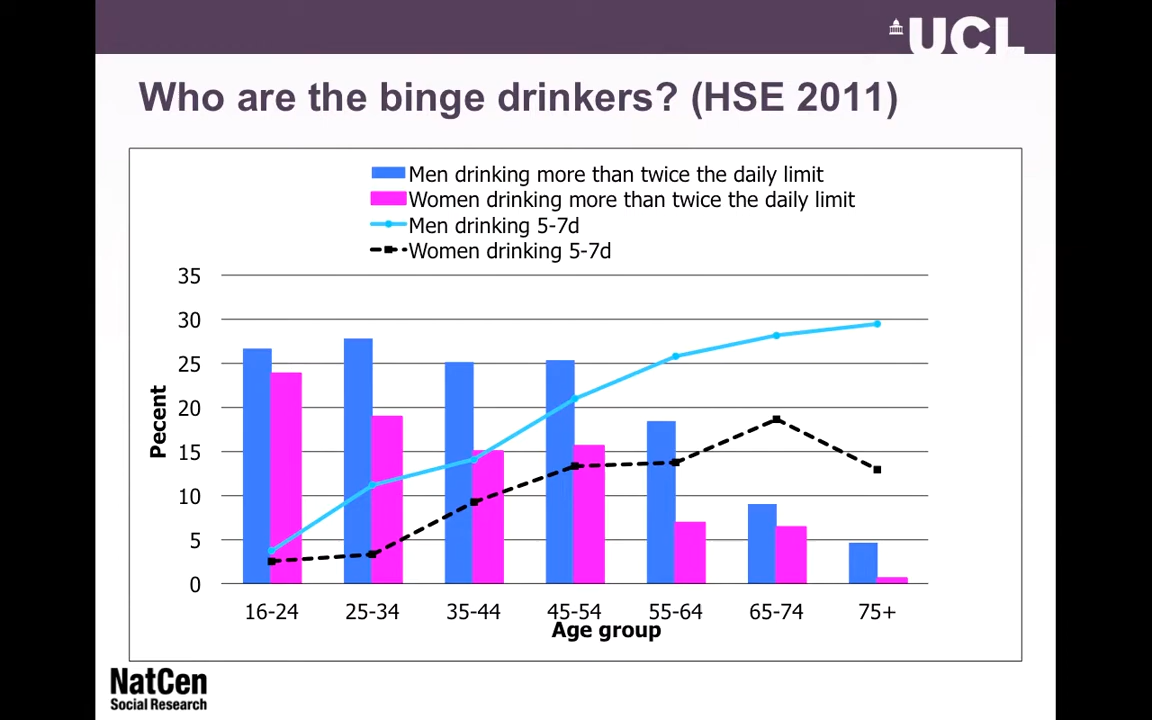 UCL
Who are the binge drinkers? (HSE 2011)
Men drinking more than twice the daily limit
Women drinking more than twice the daily limit
Men drinking 5-7d
Women drinking 5-7d
35
30
25
20
15
10
5
0
Pecent
16-24 25-34 35-44 45-54 55-64 65-74 75+
Age group
NatCen
Social Research